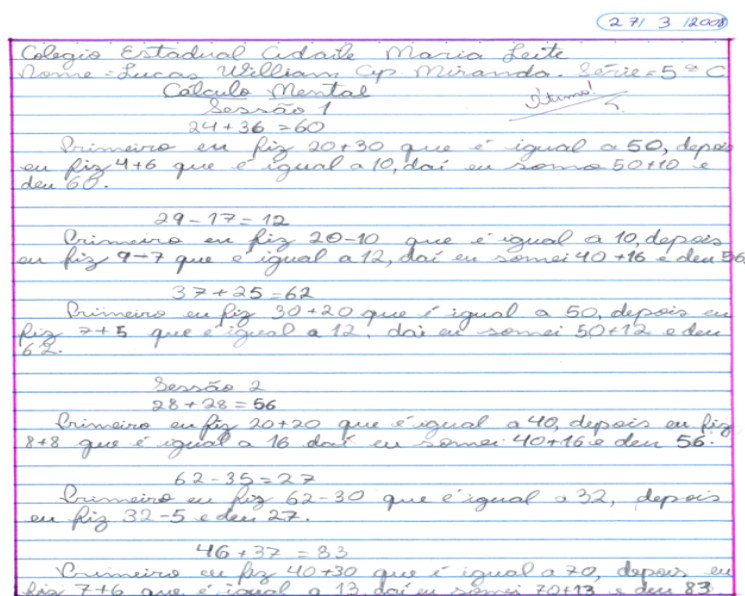 27/ 3 /2008
Colegio Estadual Cidade Maria Leite
Nome = Lucas William Cyp. Miranda. Série = 5ª C
Cálculo Mental
Ótimo!
Sessão 1
24 + 36 = 60
Primeiro eu fiz 20+30 que é igual a 50, depois
eu fiz 4+6 que é igual a 10, daí eu somo 50+10 e
deu 60.
29 - 17 = 12
Primeiro eu fiz 20-10 que é igual a 10, depois
eu fiz 9-7 que é igual a 12, daí eu somei 40+16 e deu 56
37 + 25 = 62
Primeiro eu fiz 30+20 que é igual a 50, depois eu
fiz 7+5 que é igual a 12, daí eu somei 50+12 e deu
62.
Sessão 2
28 + 28 = 56
Primeiro eu fiz 20+20 que é igual a 40, depois eu fiz
8+8 que é igual a 16 daí eu somei 40+16 e deu 56.
62 - 35 = 27
Primeiro eu fiz 62-30 que é igual a 32, depois
eu fiz 32-5 e deu 27.
46 + 37 = 83
Primeiro eu fiz 40+30 que é igual a 70, depois eu
fiz 7+6 que é igual a 13 daí eu somei 70+13 e deu 83.